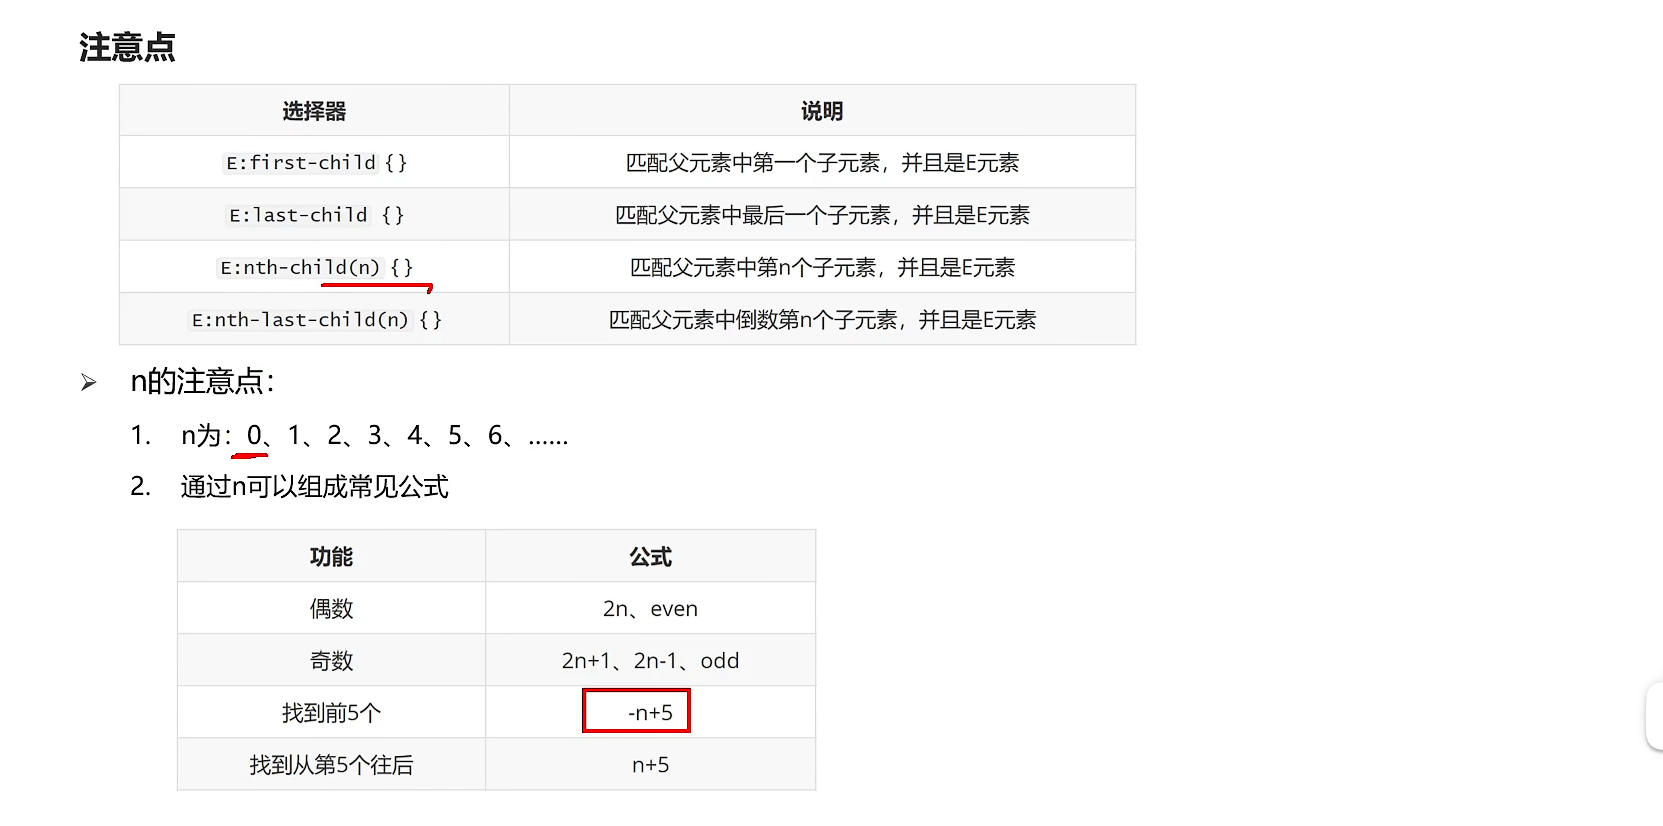 注意点
选择器 说明
E:first-child {} 匹配父元素中第一个子元素，并且是E元素
E:last-child {} 匹配父元素中最后一个子元素，并且是E元素
E:nth-child(n) {} 匹配父元素中第n个子元素，并且是E元素
E:nth-last-child(n) {} 匹配父元素中倒数第n个子元素，并且是E元素
➢ n的注意点：
1. n为：0、1、2、3、4、5、6、……
2. 通过n可以组成常见公式
功能 公式
偶数 2n、even
奇数 2n+1、2n-1、odd
找到前5个 -n+5
找到从第5个往后 n+5